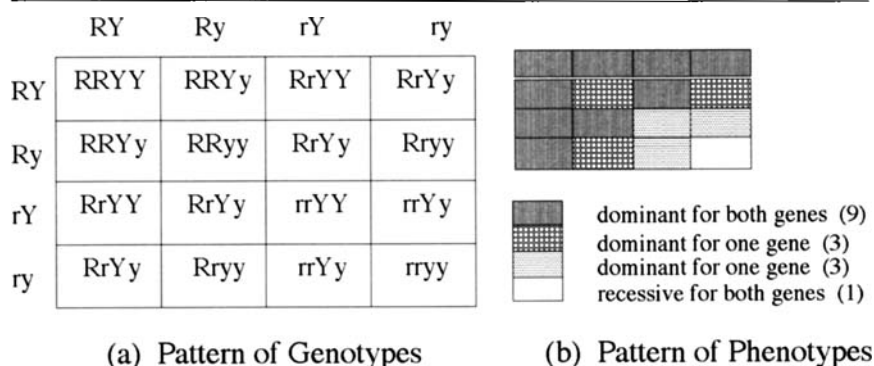 RY Ry rY ry
RY RRYY RRYy RrYY RrYy
Ry RRYy RRyy RrYy Rryy
rY RrYY RrYy rrYY rrYy
ry RrYy Rryy rrYy rryy
(a) Pattern of Genotypes
dominant for both genes (9)
dominant for one gene (3)
dominant for one gene (3)
recessive for both genes (1)
(b) Pattern of Phenotypes